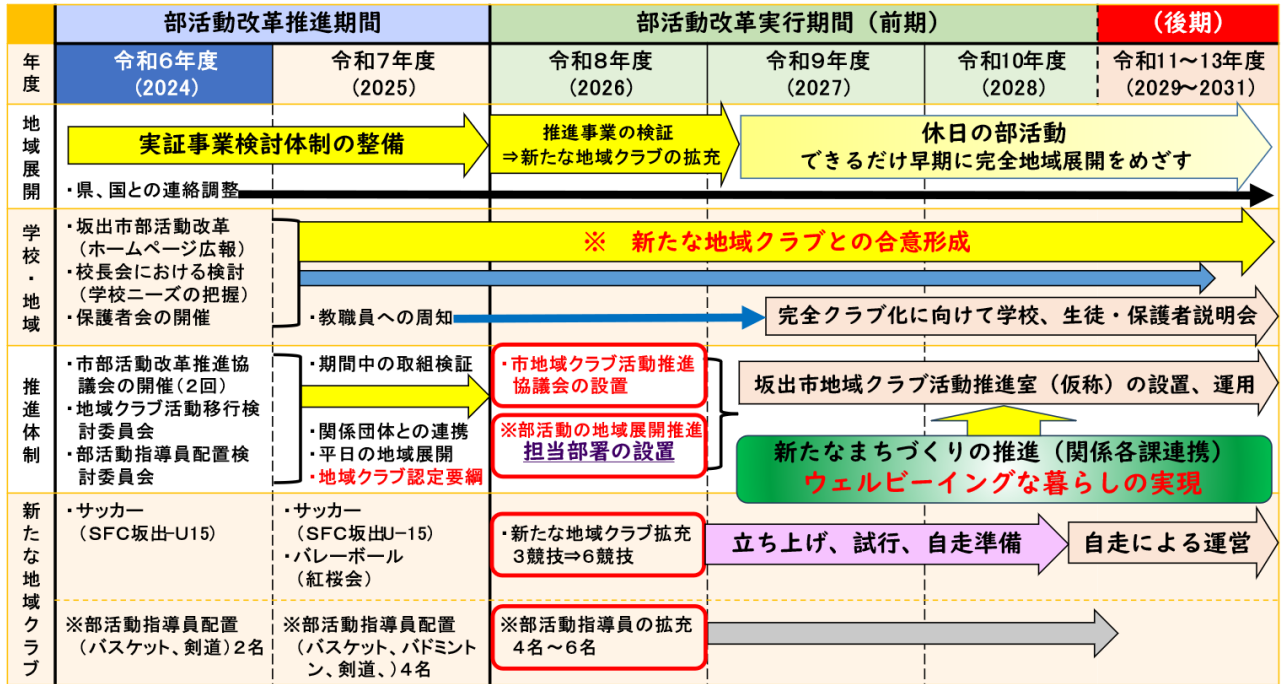 部活動改革推進期間
部活動改革実行期間（前期）
（後期）
年度
令和６年度
（2024）
令和７年度
（2025）
令和８年度
（2026）
令和９年度
（2027）
令和10年度
（2028）
令和11～13年度
（2029～2031）
地域展開
実証事業検討体制の整備
推進事業の検証
⇒新たな地域クラブの拡充
休日の部活動
できるだけ早期に完全地域展開をめざす
・県、国との連絡調整
学校・地域
・坂出市部活動改革
（ホームページ広報）
・校長会における検討
（学校ニーズの把握）
・保護者会の開催
※　新たな地域クラブとの合意形成
・教職員への周知
完全クラブ化に向けて学校、生徒・保護者説明会
推進体制
・市部活動改革推進協
議会の開催（２回）
・地域クラブ活動移行検
討委員会
・部活動指導員配置検
討委員会
・期間中の取組検証
・関係団体との連携
・平日の地域展開
・地域クラブ認定要綱
・市地域クラブ活動推進
協議会の設置
※部活動の地域展開推進
担当部署の設置
坂出市地域クラブ活動推進室（仮称）の設置、運用
新たなまちづくりの推進（関係各課連携）
ウェルビーイングな暮らしの実現
新たな地域クラブ
・サッカー
（SFC坂出-U15）
・サッカー
（SFC坂出U-15）
・バレーボール
（紅桜会）
・新たな地域クラブ拡充
３競技⇒６競技
立ち上げ、試行、自走準備
自走による運営
※部活動指導員配置
（バスケット、剣道）２名
※部活動指導員配置
（バスケット、バドミント
ン、剣道、）４名
※部活動指導員の拡充
４名～６名